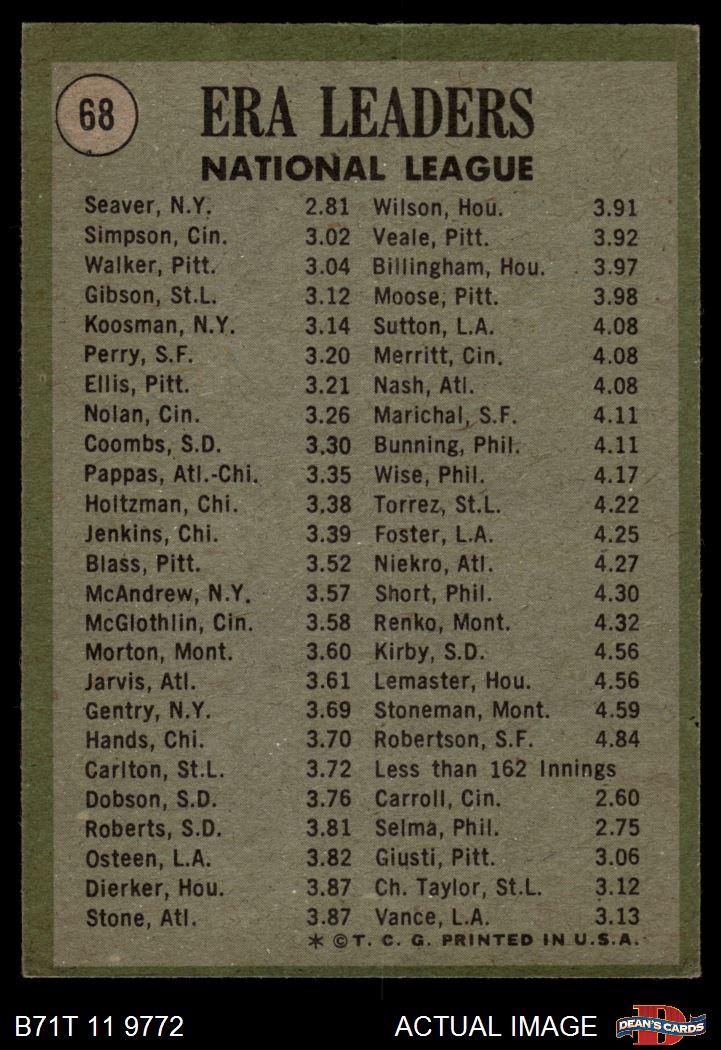 68
ERA LEADERS
NATIONAL LEAGUE
Seaver, N.Y. 2.81 Wilson, Hou. 3.91
Simpson, Cin. 3.02 Veale, Pitt. 3.92
Walker, Pitt. 3.04 Billingham, Hou. 3.97
Gibson, St.L. 3.12 Moose, Pitt. 3.98
Koosman, N.Y. 3.14 Sutton, L.A. 4.08
Perry, S.F. 3.20 Merritt, Cin. 4.08
Ellis, Pitt. 3.21 Nash, Atl. 4.08
Nolan, Cin. 3.26 Marichal, S.F. 4.11
Coombs, S.D. 3.30 Bunning, Phil. 4.11
Pappas, Atl.-Chi. 3.35 Wise, Phil. 4.17
Holtzman, Chi. 3.38 Torrez, St.L. 4.22
Jenkins, Chi. 3.39 Foster, L.A. 4.25
Blass, Pitt. 3.52 Niekro, Atl. 4.27
McAndrew, N.Y. 3.57 Short, Phil. 4.30
McGlothlin, Cin. 3.58 Renko, Mont. 4.32
Morton, Mont. 3.60 Kirby, S.D. 4.56
Jarvis, Atl. 3.61 Lemaster, Hou. 4.56
Gentry, N.Y. 3.69 Stoneman, Mont. 4.59
Hands, Chi. 3.70 Robertson, S.F. 4.84
Carlton, St.L. 3.72 Less than 162 Innings
Dobson, S.D. 3.76 Carroll, Cin. 2.60
Roberts, S.D. 3.81 Selma, Phil. 2.75
Osteen, L.A. 3.82 Giusti, Pitt. 3.06
Dierker, Hou. 3.87 Ch. Taylor, St.L. 3.12
Stone, Atl. 3.87 Vance, L.A. 3.13
* © T. C. G. PRINTED IN U.S.A.
B71T 11 9772 ACTUAL IMAGE DEAN'S CARDS